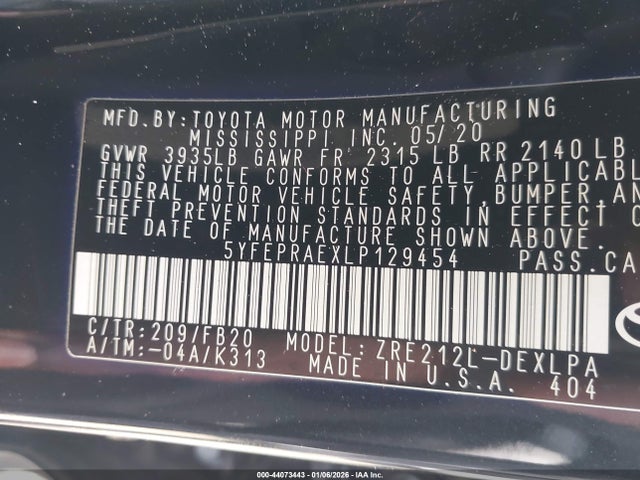 MFD.BY:TOYOTA MOTOR MANUFACTURING
MISSISSIPPI INC. 05/20
GVWR 3935LB GAWR FR 2315 LB RR 2140 LB
THIS VEHICLE CONFORMS TO ALL APPLICABL
FEDERAL MOTOR VEHICLE SAFETY,BUMPER,AN
THEFT PREVENTION STANDARDS IN EFFECT O
THE DATE OF MANUFACTURE SHOWN ABOVE.
5YFEPRAEXLP129454 PASS.CA
C/TR:209/FB20 MODEL:ZRE212L-DEXLPA
A/TM:-04A/K313 MADE IN U.S.A. 404
000-44073443 | 01/06/2026 - IAA Inc.